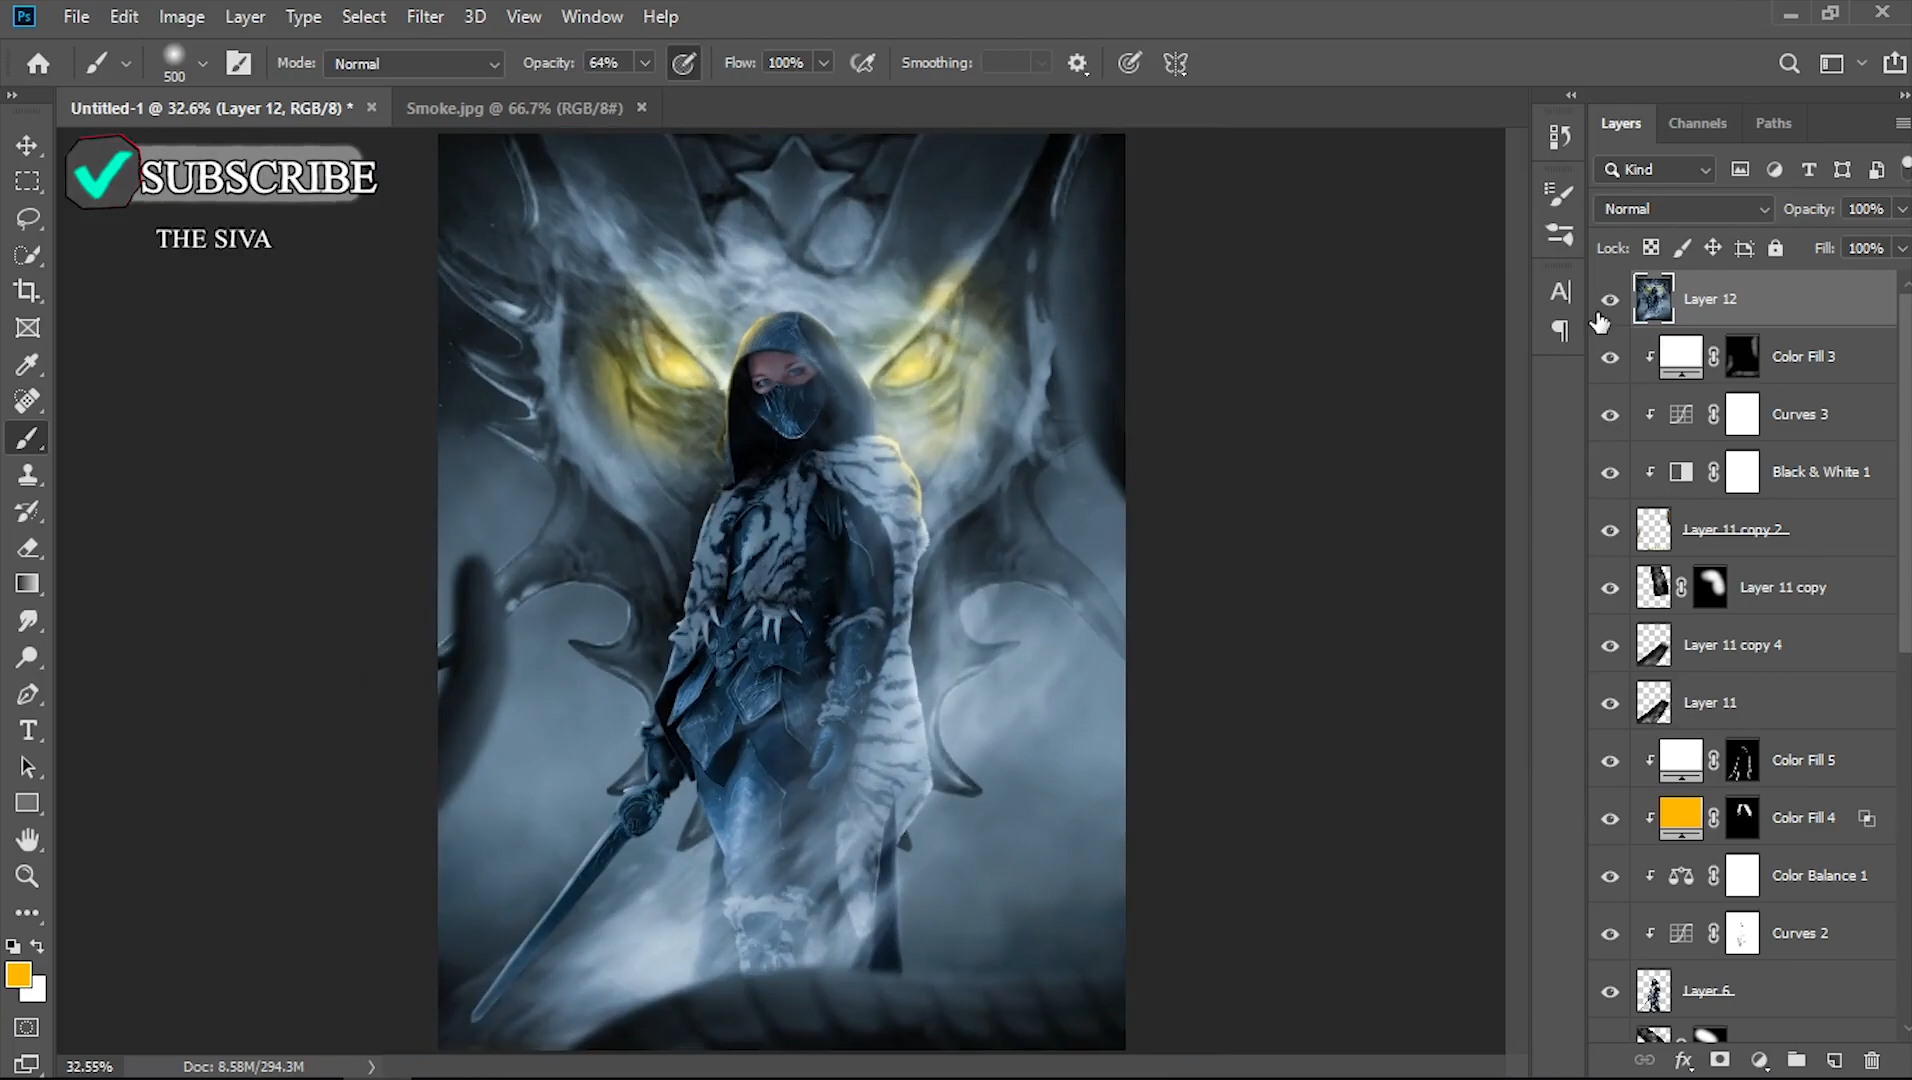 Ps File Edit Image Layer Type Select Filter 3D View Window Help
500 Mode: Normal Opacity: 64% Flow: 100% Smoothing:
Untitled-1 @ 32.6% (Layer 12, RGB/8) * × Smoke.jpg @ 66.7% (RGB/8#) ×
SUBSCRIBE
THE SIVA
Layers Channels Paths
Kind
Normal Opacity: 100%
Lock: Fill: 100%
Layer 12
Color Fill 3
Curves 3
Black & White 1
Layer 11 copy 2
Layer 11 copy
Layer 11 copy 4
Layer 11
Color Fill 5
Color Fill 4
Color Balance 1
Curves 2
Layer 6
32.55% Doc: 8.58M/294.3M